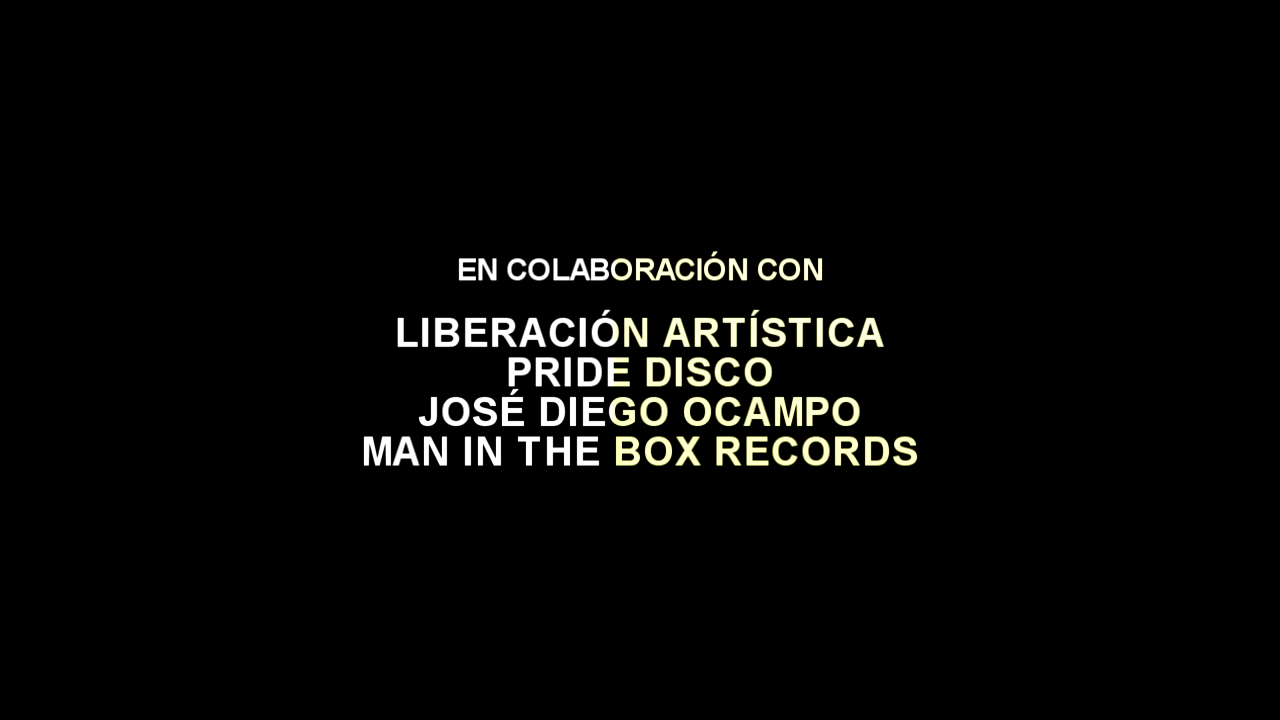 EN COLABORACIÓN CON
LIBERACIÓN ARTÍSTICA
PRIDE DISCO
JOSÉ DIEGO OCAMPO
MAN IN THE BOX RECORDS